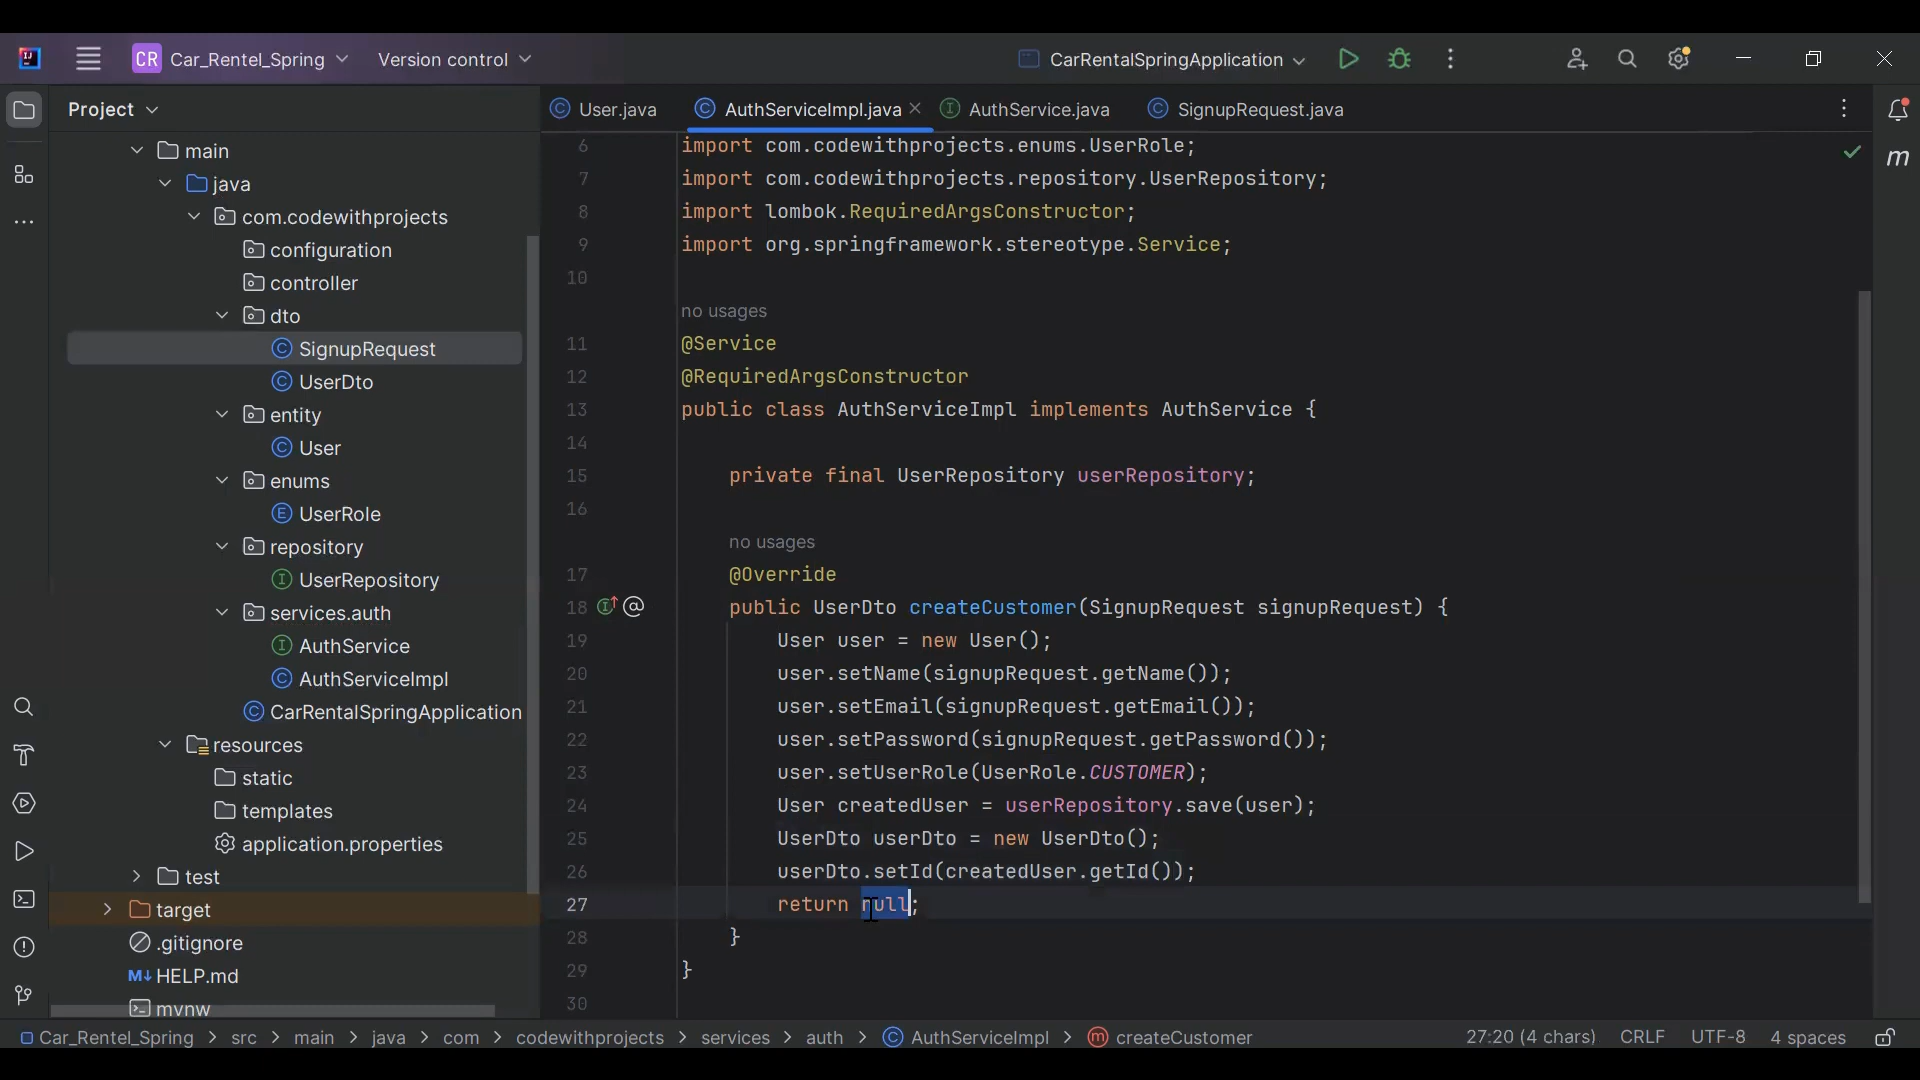 CR Car_Rentel_Spring Version control CarRentalSpringApplication
Project
User.java AuthServiceImpl.java AuthService.java SignupRequest.java
main
java
com.codewithprojects
configuration
controller
dto
SignupRequest
UserDto
entity
User
enums
UserRole
repository
UserRepository
services.auth
AuthService
AuthServiceImpl
CarRentalSpringApplication
resources
static
templates
application.properties
test
target
.gitignore
M↓ HELP.md
mvnw
6 import com.codewithprojects.enums.UserRole;
7 import com.codewithprojects.repository.UserRepository;
8 import lombok.RequiredArgsConstructor;
9 import org.springframework.stereotype.Service;
10
no usages
11 @Service
12 @RequiredArgsConstructor
13 public class AuthServiceImpl implements AuthService {
14
15 private final UserRepository userRepository;
16
no usages
17 @Override
18 public UserDto createCustomer(SignupRequest signupRequest) {
19 User user = new User();
20 user.setName(signupRequest.getName());
21 user.setEmail(signupRequest.getEmail());
22 user.setPassword(signupRequest.getPassword());
23 user.setUserRole(UserRole.CUSTOMER);
24 User createdUser = userRepository.save(user);
25 UserDto userDto = new UserDto();
26 userDto.setId(createdUser.getId());
27 return null;
28 }
29 }
30
Car_Rentel_Spring > src > main > java > com > codewithprojects > services > auth > AuthServiceImpl > createCustomer 27:20 (4 chars) CRLF UTF-8 4 spaces